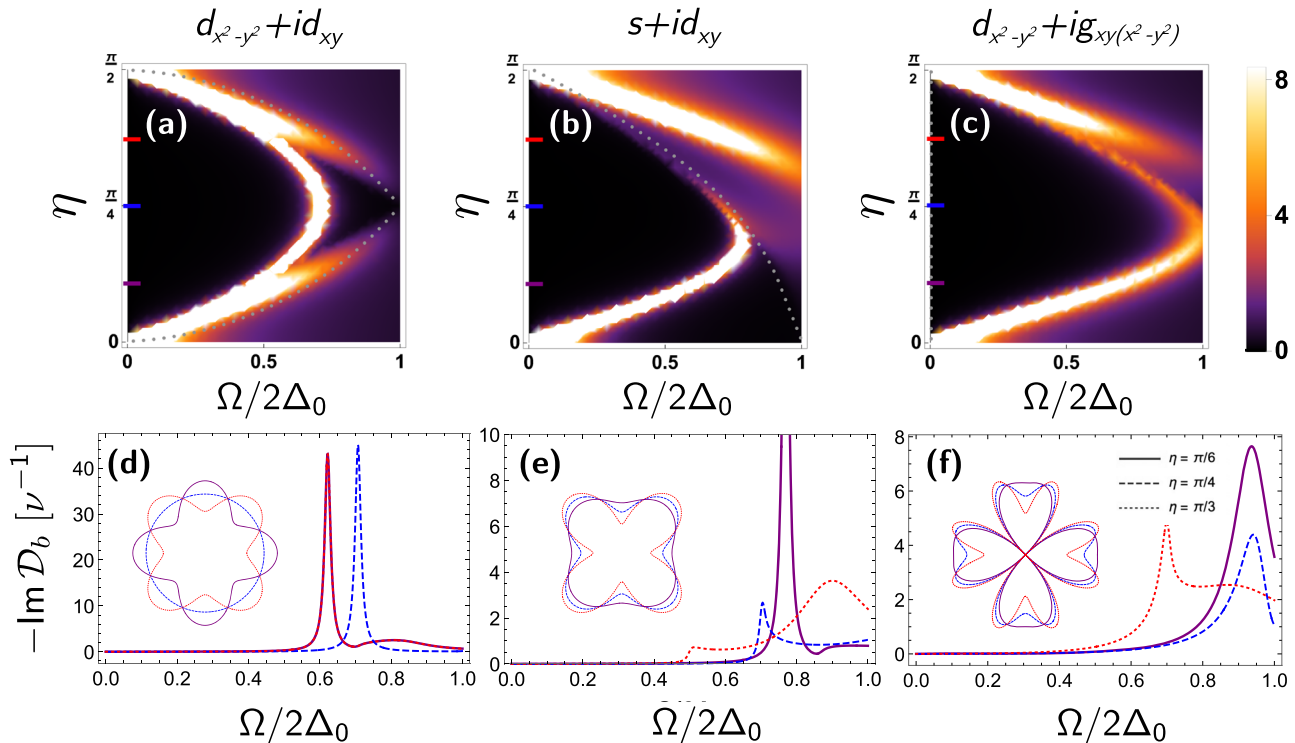 d_{x²-y²}+id_{xy}
s+id_{xy}
d_{x²-y²}+ig_{xy(x²-y²)}
π/2
(a)
π/4
η
0
0
0.5
1
Ω/2Δ₀
π/2
(b)
π/4
η
0
0
0.5
1
Ω/2Δ₀
π/2
(c)
π/4
η
0
0
0.5
1
Ω/2Δ₀
8
4
0
−Im 𝒟_b [ν⁻¹]
(d)
40
30
20
10
0
0.0 0.2 0.4 0.6 0.8 1.0
Ω/2Δ₀
(e)
10
8
6
4
2
0
0.0 0.2 0.4 0.6 0.8 1.0
Ω/2Δ₀
(f)
η = π/6
η = π/4
η = π/3
8
6
4
2
0
0.0 0.2 0.4 0.6 0.8 1.0
Ω/2Δ₀